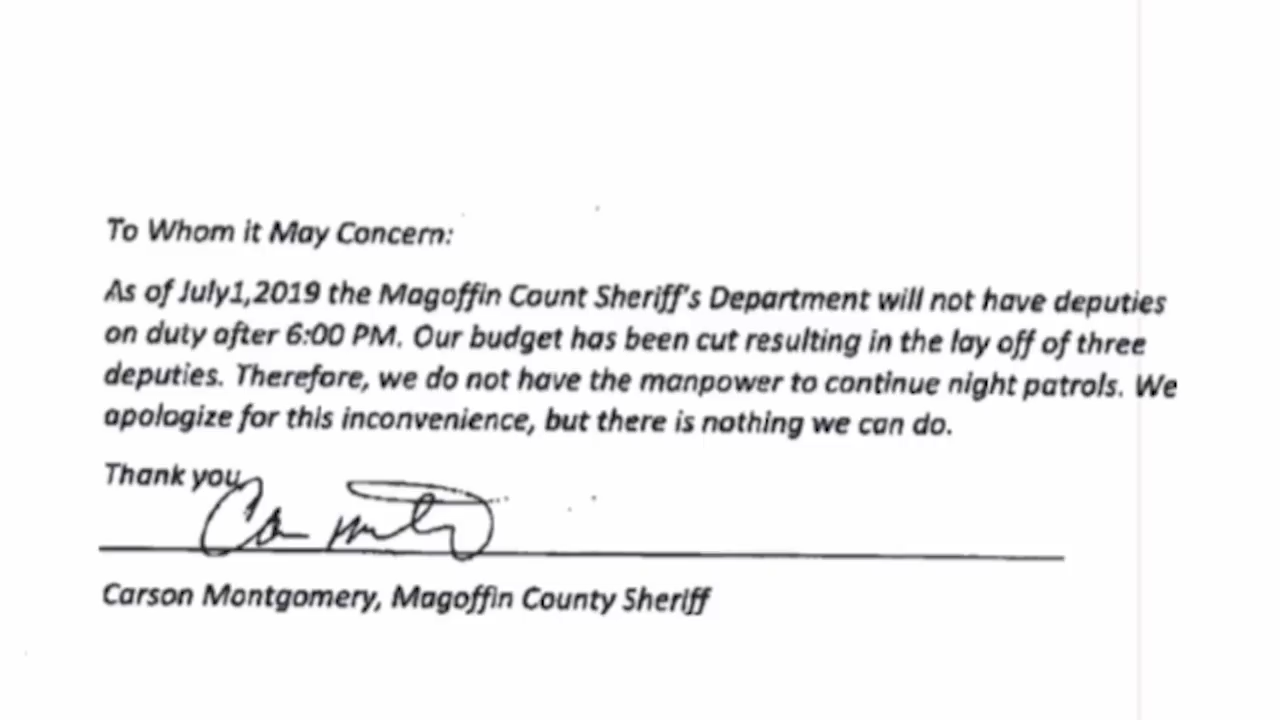 To Whom it May Concern:
As of July1,2019 the Magoffin Count Sheriff's Department will not have deputies
on duty after 6:00 PM. Our budget has been cut resulting in the lay off of three
deputies. Therefore, we do not have the manpower to continue night patrols. We
apologize for this inconvenience, but there is nothing we can do.
Thank you,
Carson Montgomery, Magoffin County Sheriff